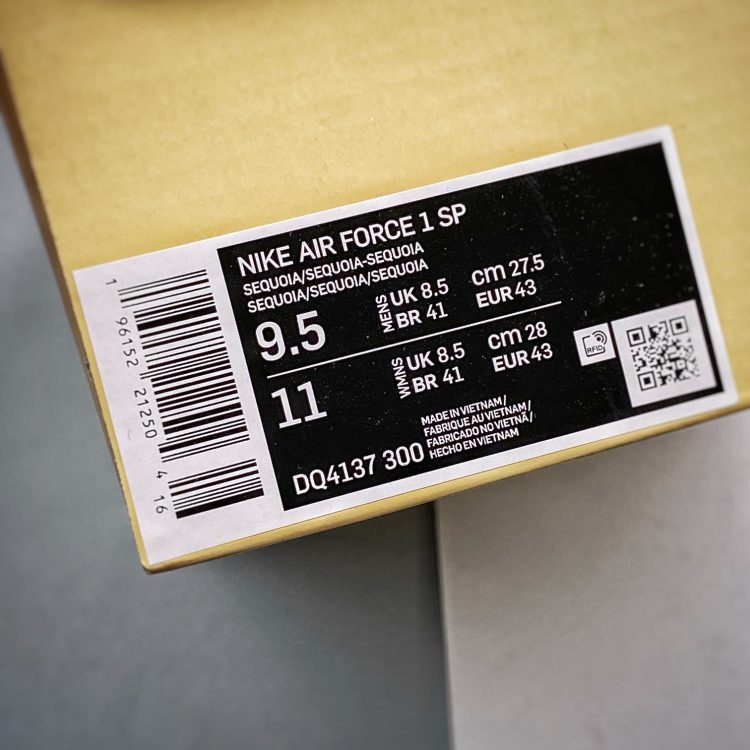 NIKE AIR FORCE 1 SP
SEQUOIA/SEQUOIA-SEQUOIA
SEQUOIA/SEQUOIA/SEQUOIA
9.5
MENS
UK 8.5
BR 41
cm 27.5
EUR 43
11
WMNS
UK 8.5
BR 41
cm 28
EUR 43
RFID
DQ4137 300
MADE IN VIETNAM/
FABRIQUE AU VIETNAM/
FABRICADO NO VIETNÃ/
HECHO EN VIETNAM
1 96152 21250 4 16